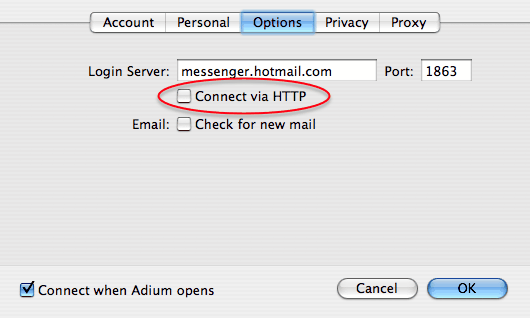 Account Personal Options Privacy Proxy
Login Server: messenger.hotmail.com Port: 1863
Connect via HTTP
Email: Check for new mail
Connect when Adium opens Cancel OK